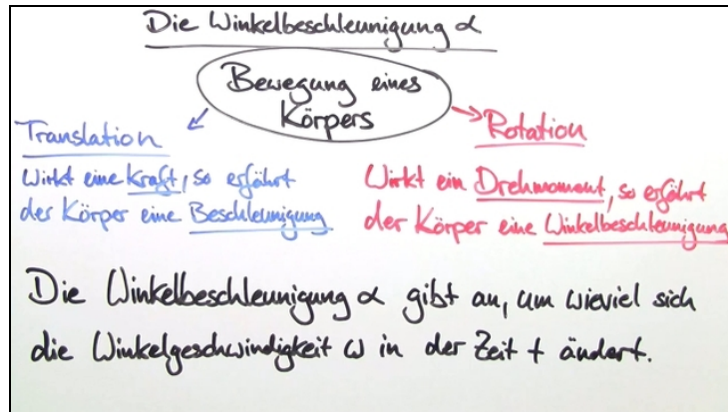 Die Winkelbeschleunigung α
Bewegung eines
Körpers
Translation
Wirkt eine Kraft, so erfährt
der Körper eine Beschleunigung
Rotation
Wirkt ein Drehmoment, so erfährt
der Körper eine Winkelbeschleunigung
Die Winkelbeschleunigung α gibt an, um wieviel sich
die Winkelgeschwindigkeit ω in der Zeit t ändert.